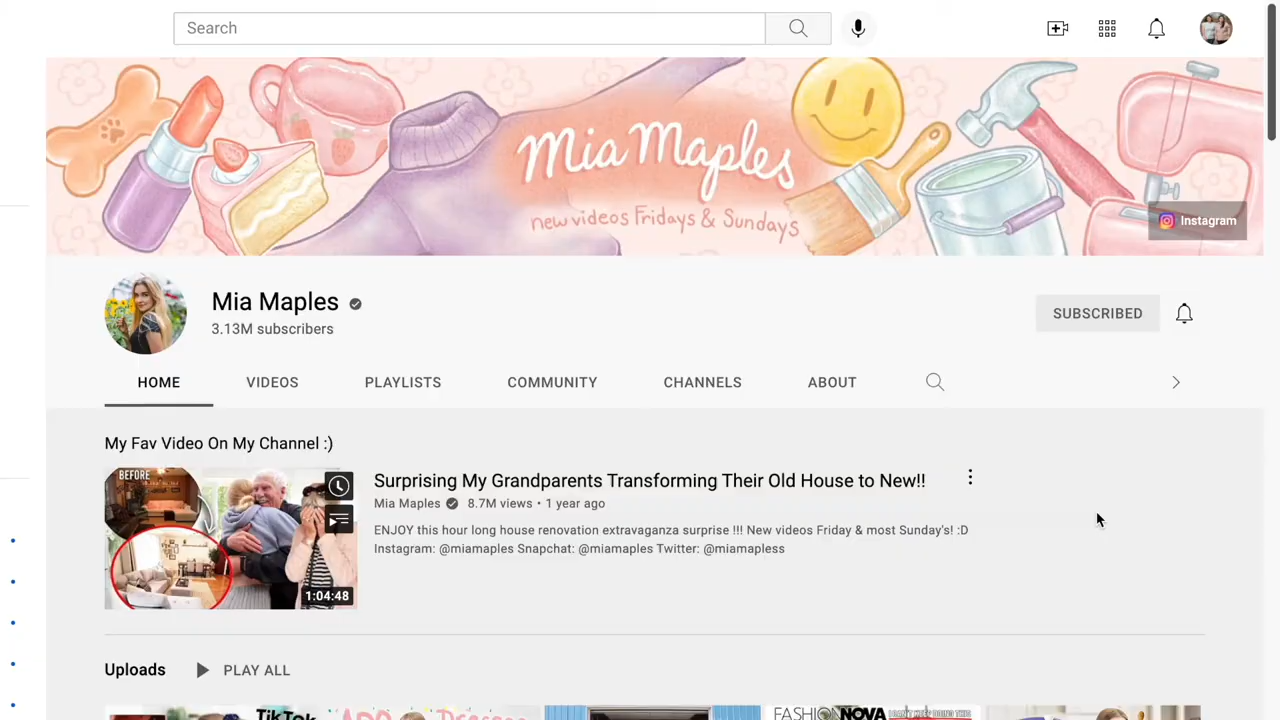 Search
Mia Maples
new videos Fridays & Sundays
Instagram
Mia Maples
3.13M subscribers
SUBSCRIBED
HOME VIDEOS PLAYLISTS COMMUNITY CHANNELS ABOUT
My Fav Video On My Channel :)
BEFORE
1:04:48
Surprising My Grandparents Transforming Their Old House to New!!
Mia Maples 8.7M views • 1 year ago
ENJOY this hour long house renovation extravaganza surprise !!! New videos Friday & most Sunday's! :D
Instagram: @miamaples Snapchat: @miamaples Twitter: @miamapless
Uploads PLAY ALL
TikTok
FASHION NOVA